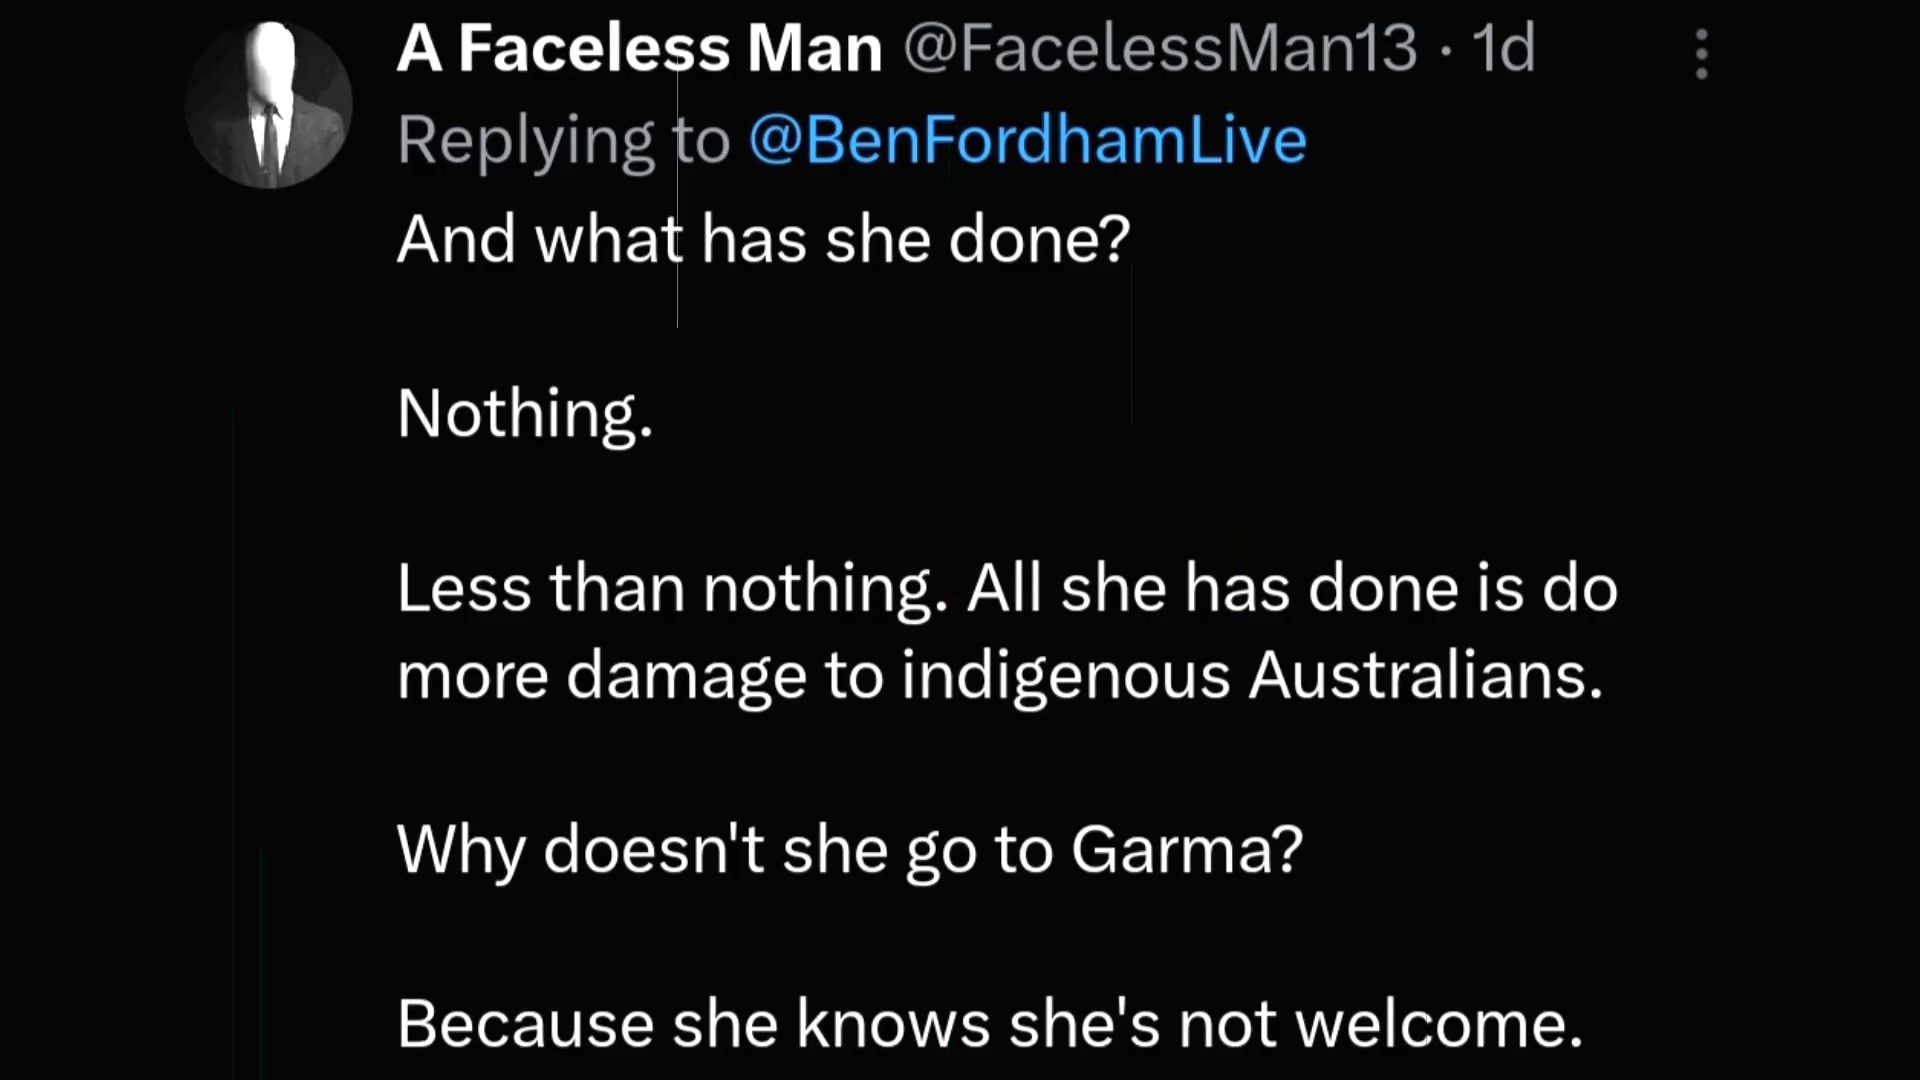 A Faceless Man @FacelessMan13 · 1d
Replying to @BenFordhamLive
And what has she done?
Nothing.
Less than nothing. All she has done is do
more damage to indigenous Australians.
Why doesn't she go to Garma?
Because she knows she's not welcome.